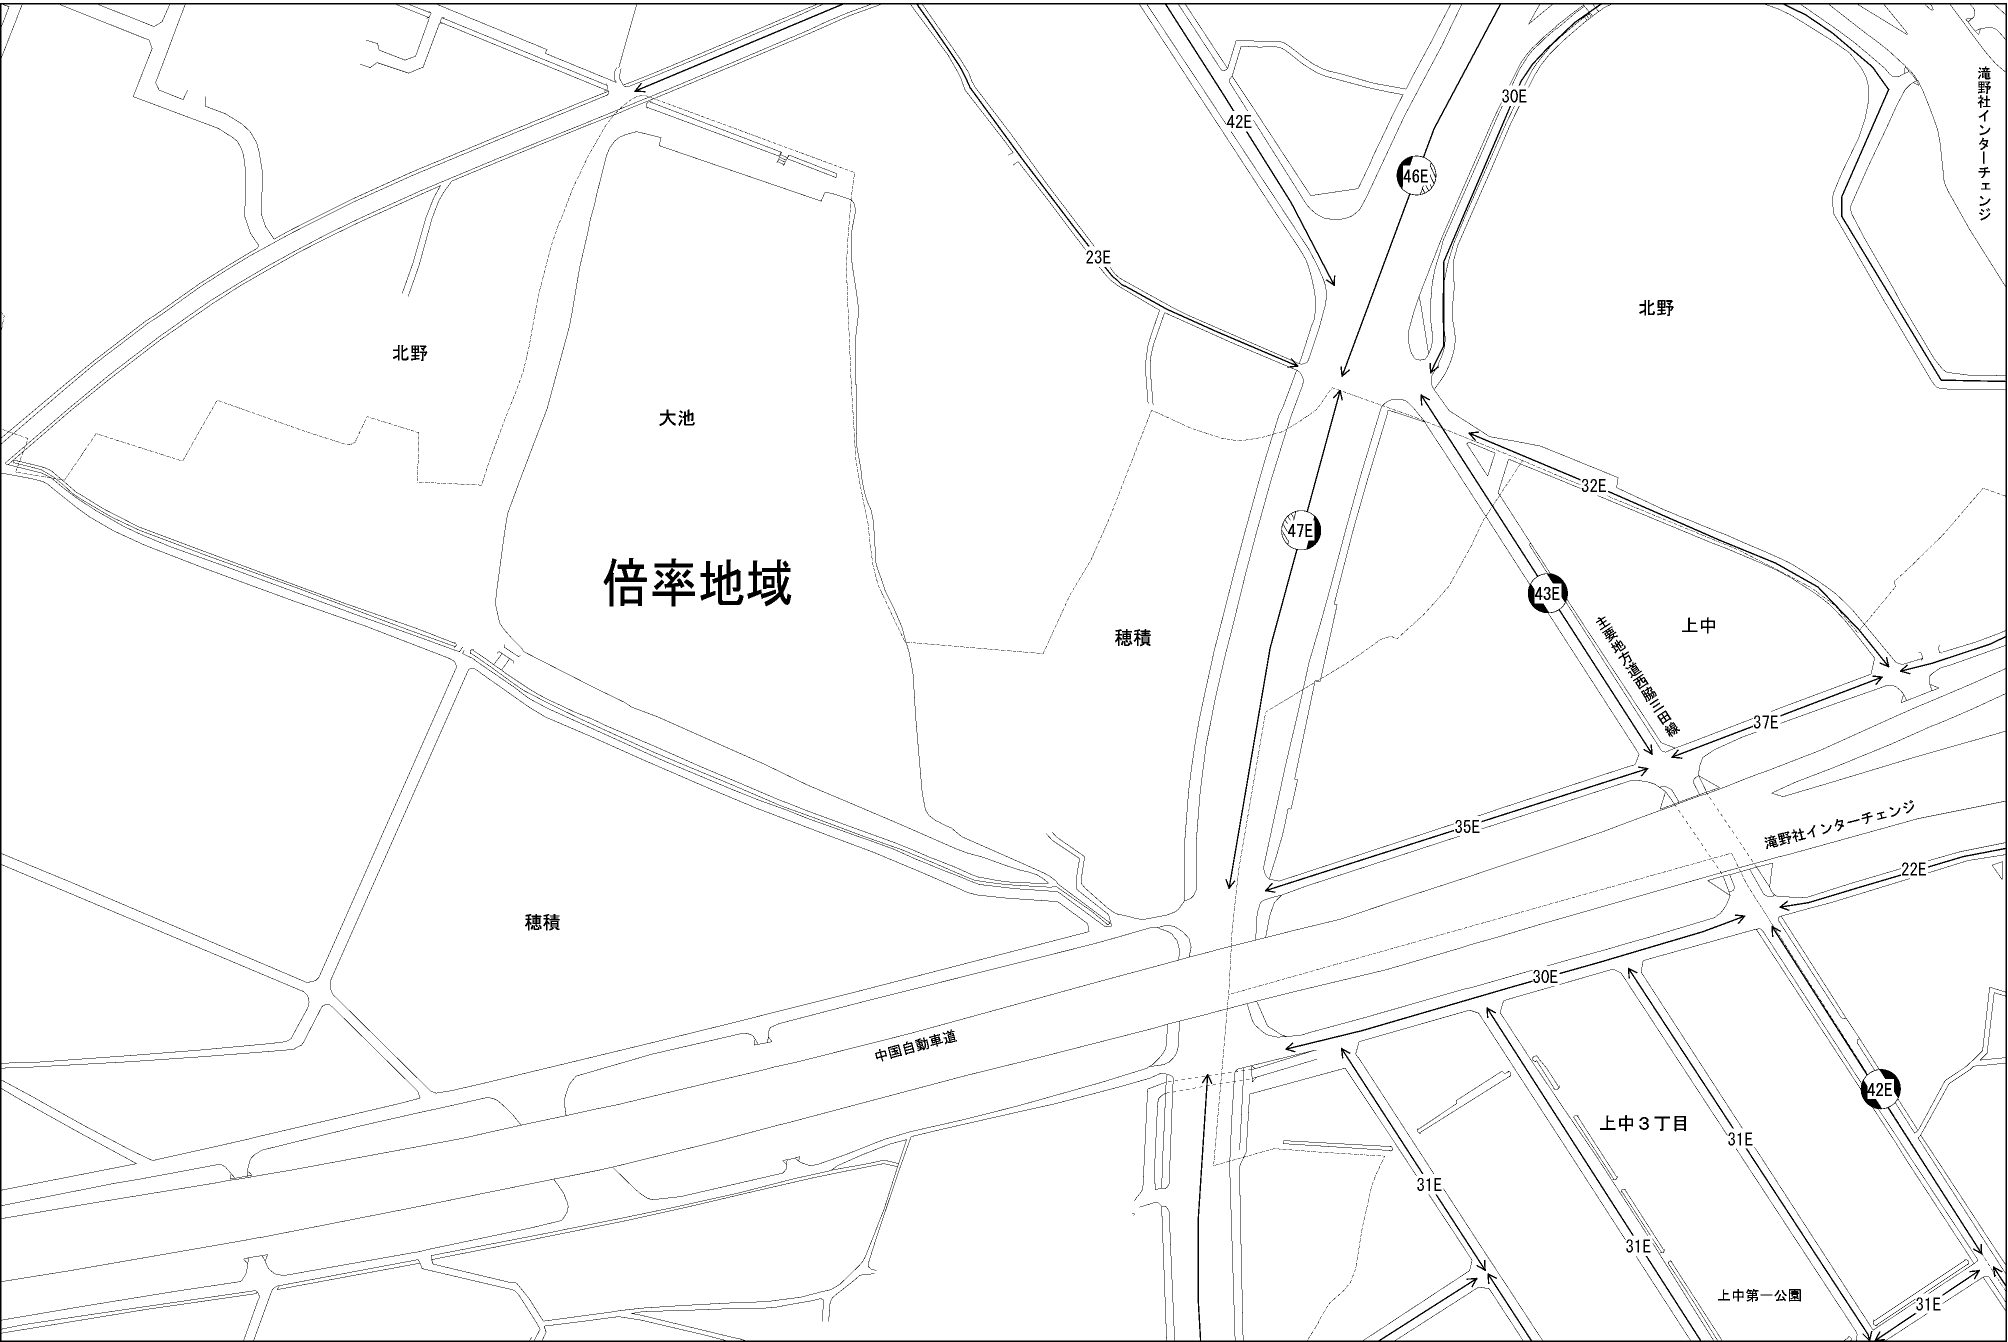 滝野社インターチェンジ
30E
42E
46E
23E
北野
北野
大池
32E
47E
倍率地域
43E
穂積
上中
主要地方道西脇三田線
37E
35E
滝野社インターチェンジ
22E
穂積
30E
中国自動車道
42E
上中3丁目
31E
31E
31E
上中第一公園
31E